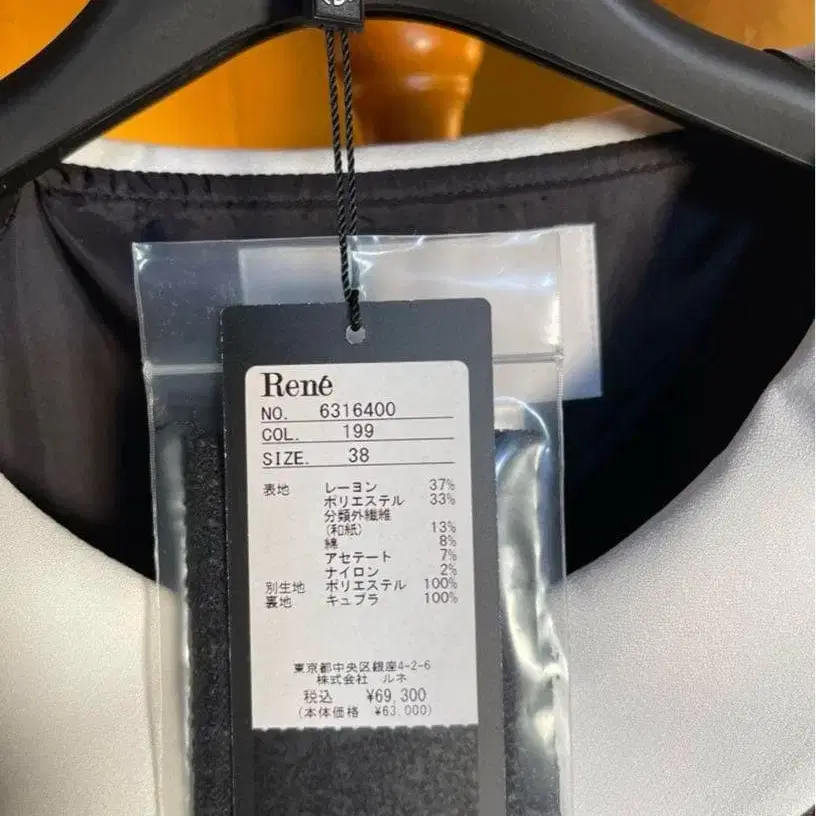 René
NO. 6316400
COL. 199
SIZE. 38
表地 レーヨン 37%
ポリエステル 33%
分類外繊維
(和紙) 13%
綿 8%
アセテート 7%
ナイロン 2%
別生地 ポリエステル 100%
裏地 キュプラ 100%
東京都中央区銀座4-2-6
株式会社 ルネ
税込 ¥69,300
(本体価格 ¥63,000)